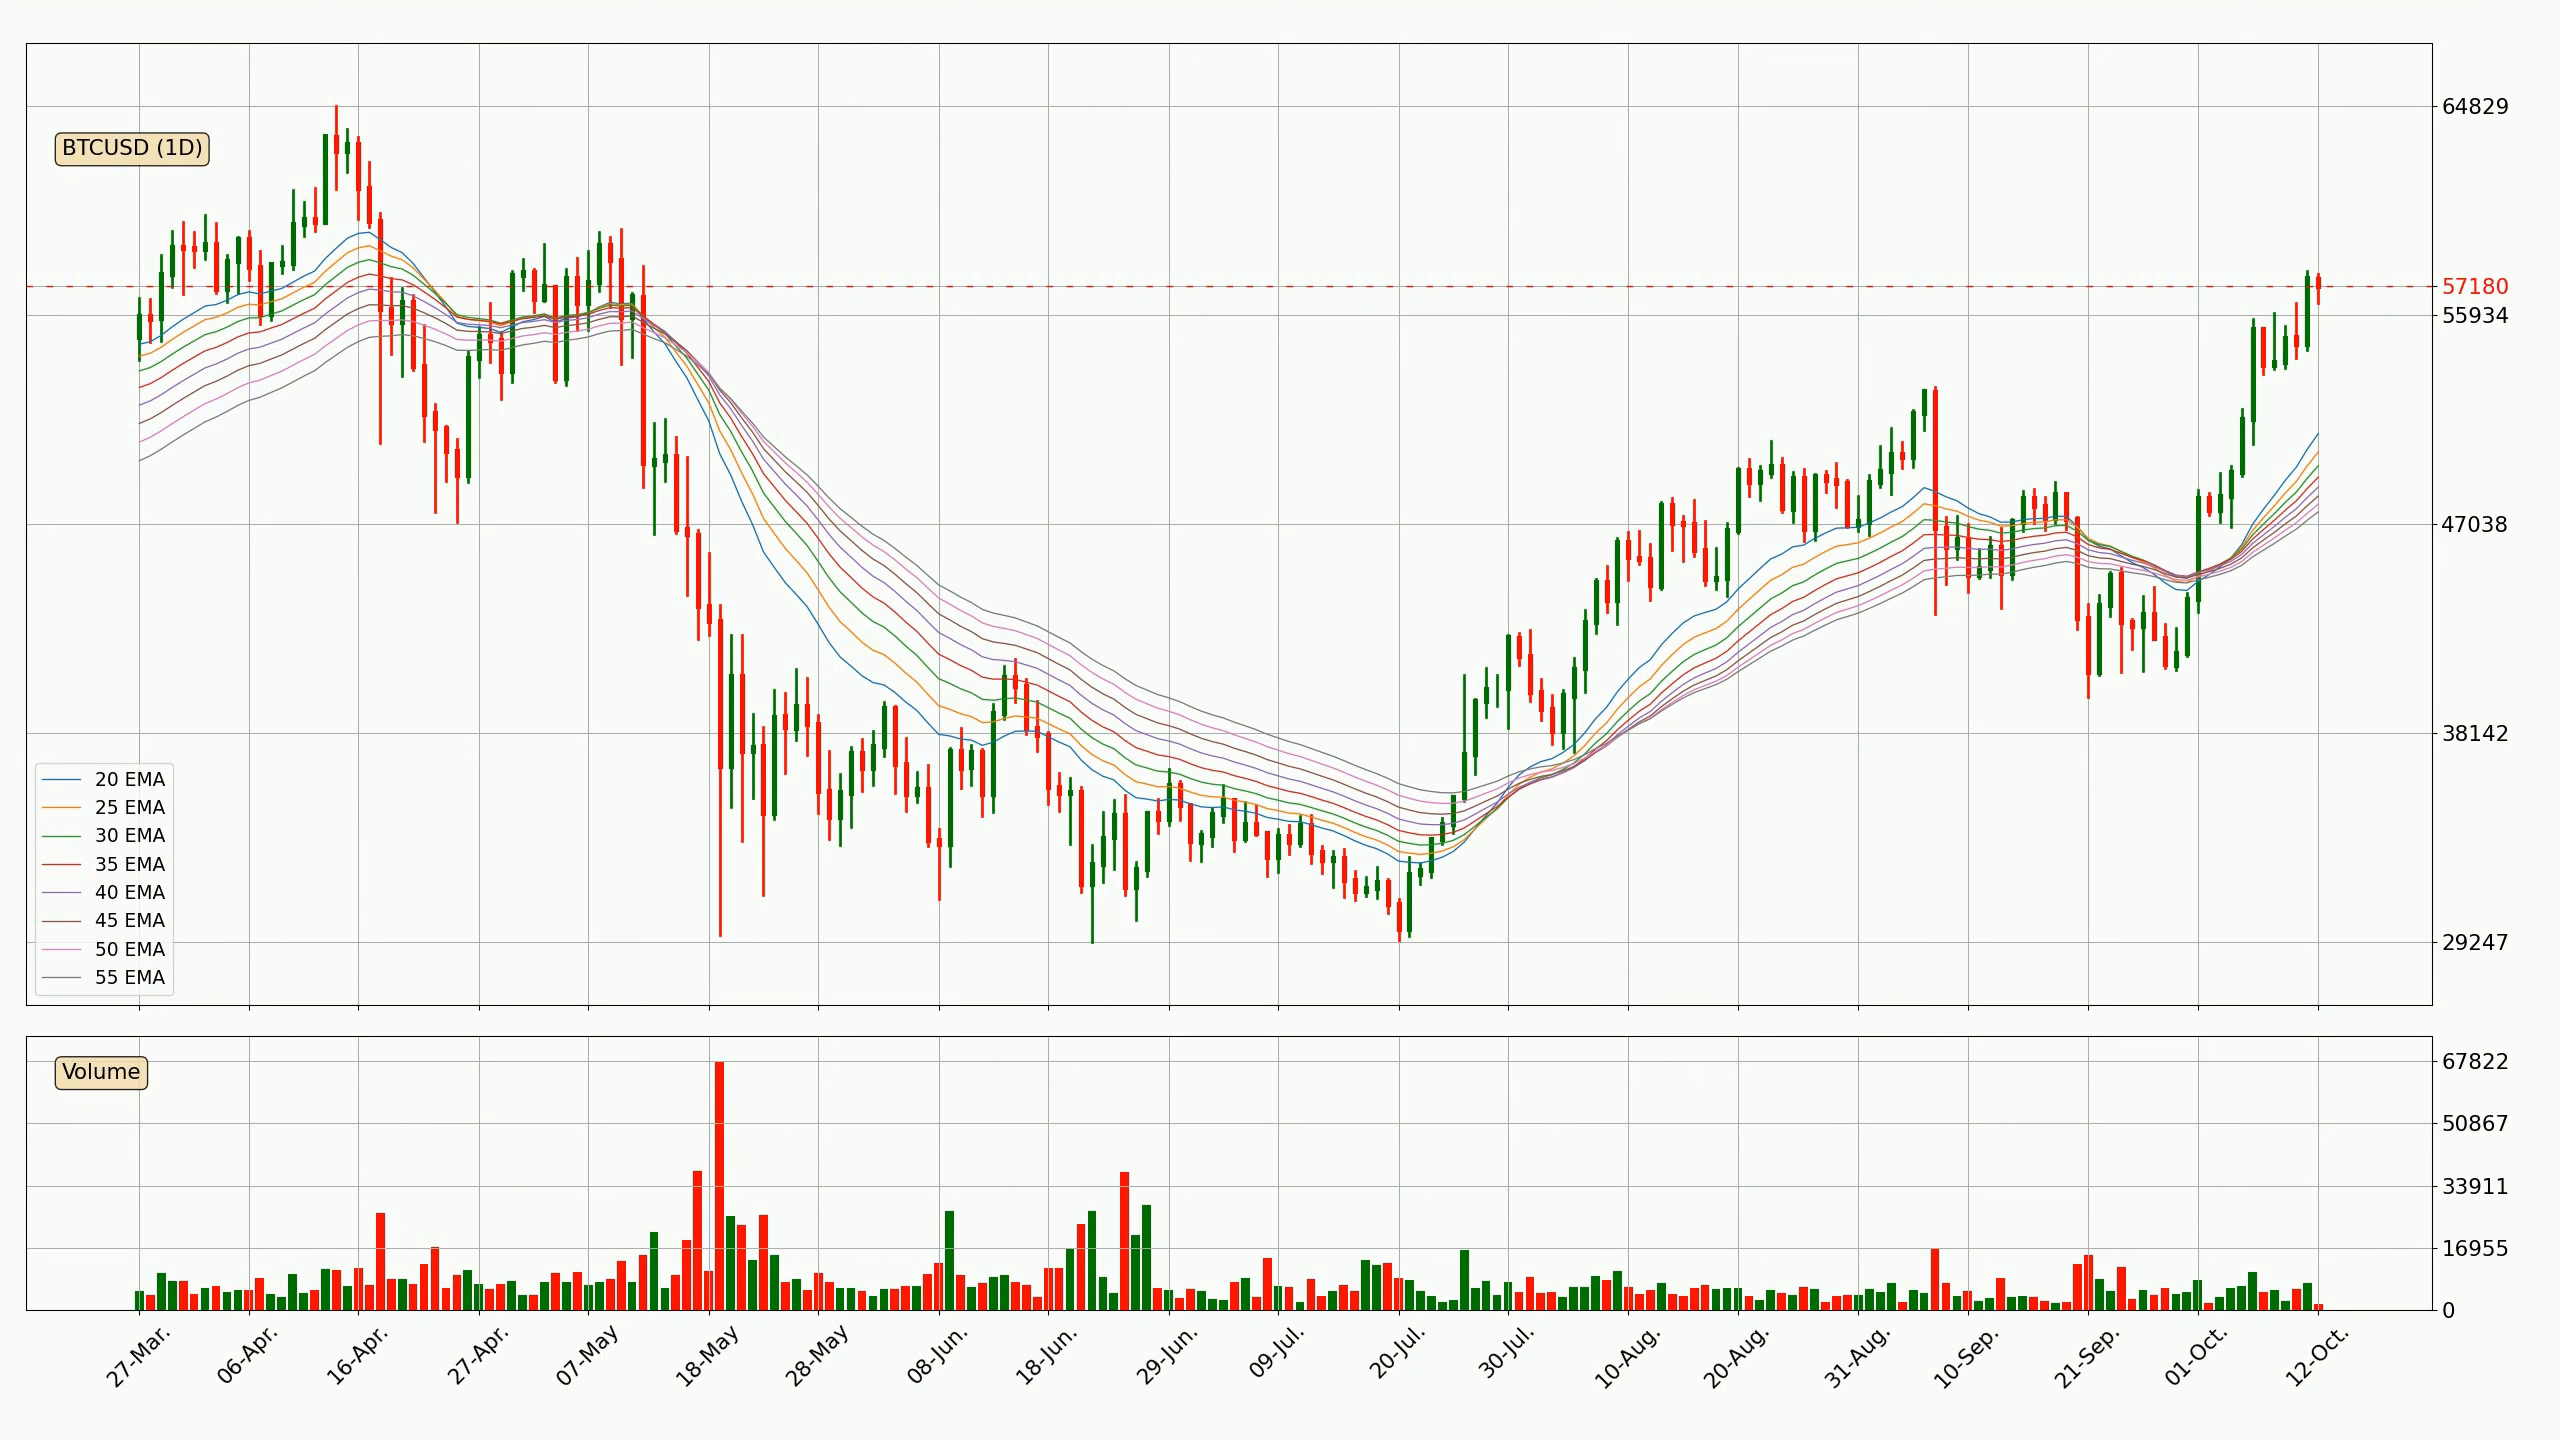 BTCUSD (1D)
64829
57180
55934
47038
38142
29247
20 EMA
25 EMA
30 EMA
35 EMA
40 EMA
45 EMA
50 EMA
55 EMA
Volume
67822
50867
33911
16955
0
27-Mar.
06-Apr.
16-Apr.
27-Apr.
07-May
18-May
28-May
08-Jun.
18-Jun.
29-Jun.
09-Jul.
20-Jul.
30-Jul.
10-Aug.
20-Aug.
31-Aug.
10-Sep.
21-Sep.
01-Oct.
12-Oct.